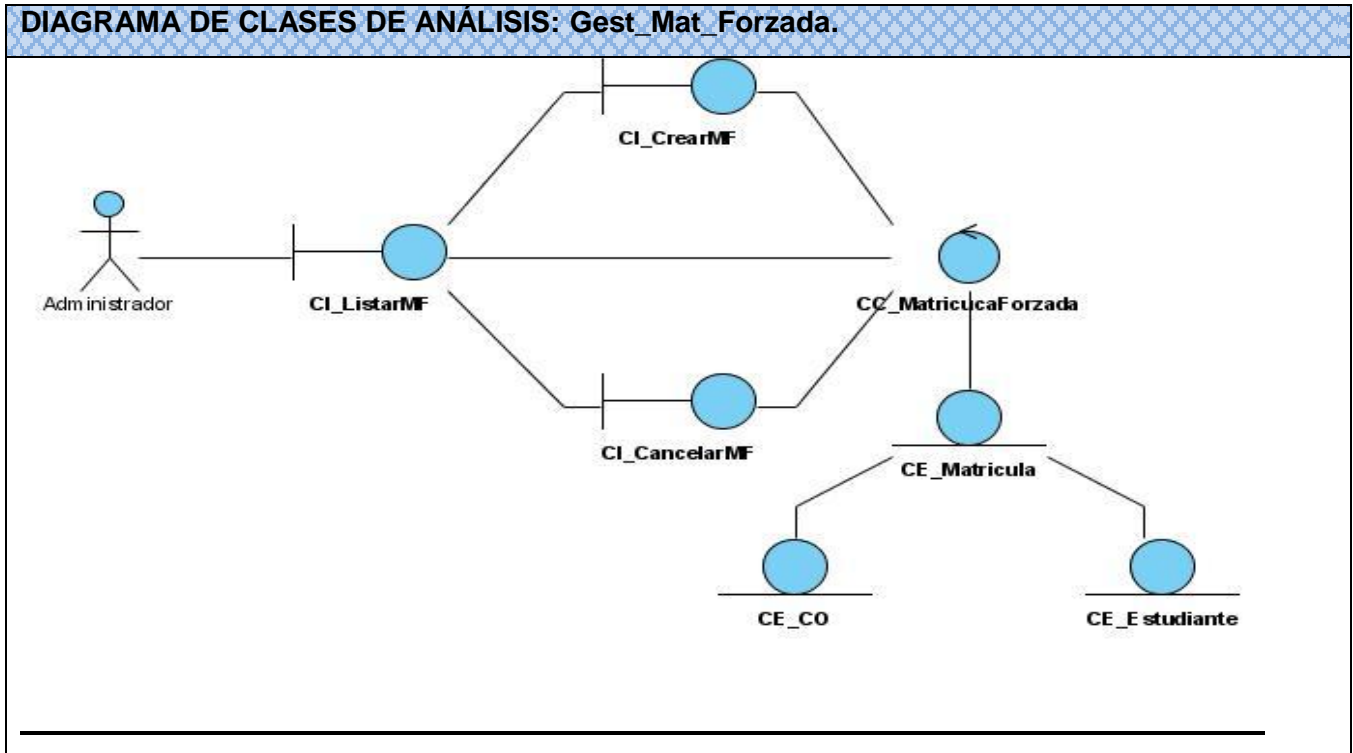 DIAGRAMA DE CLASES DE ANÁLISIS: Gest_Mat_Forzada.
CI_CrearMF
Administrador
CI_ListarMF
CC_MatricucaForzada
CI_CancelarMF
CE_Matricula
CE_CO
CE_Estudiante